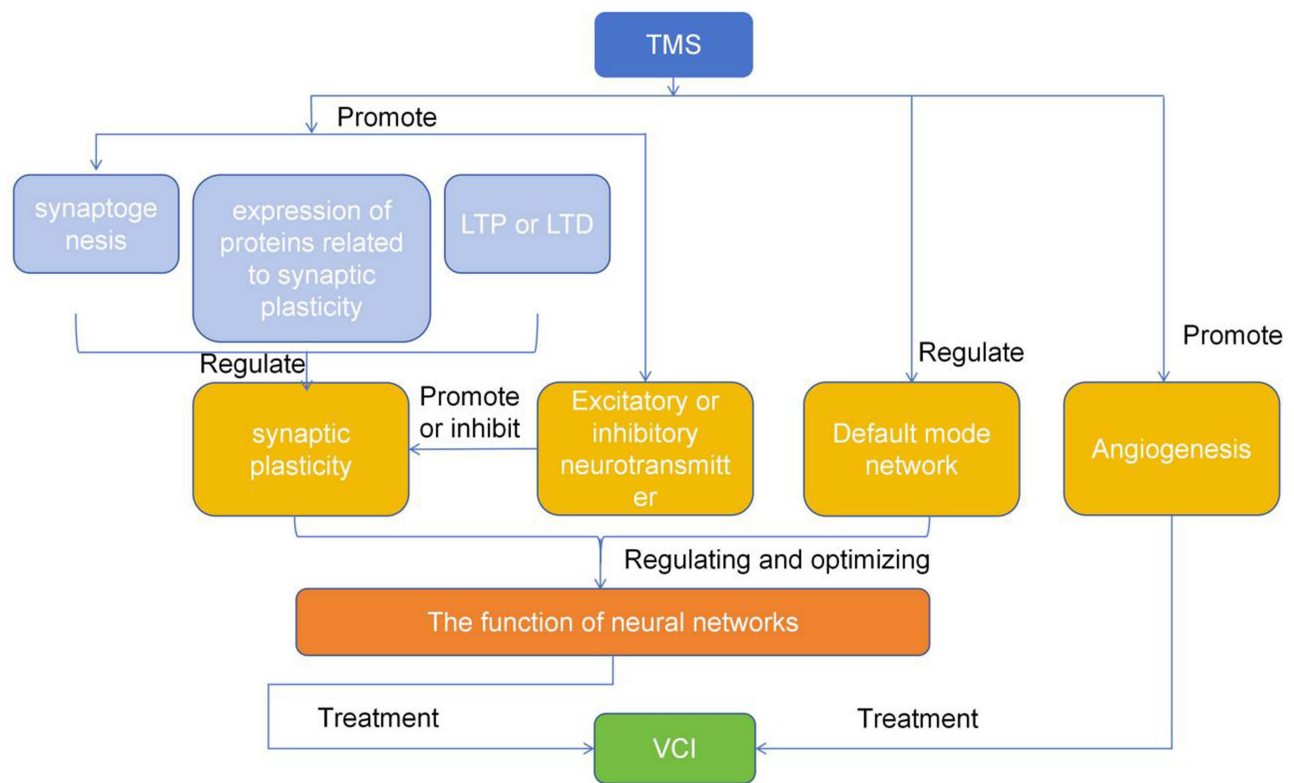 TMS
Promote
synaptoge
nesis
expression of
proteins related
to synaptic
plasticity
LTP or LTD
Regulate
Regulate
Promote
synaptic
plasticity
Promote
or inhibit
Excitatory or
inhibitory
neurotransmitt
er
Default mode
network
Angiogenesis
Regulating and optimizing
The function of neural networks
Treatment
Treatment
VCI